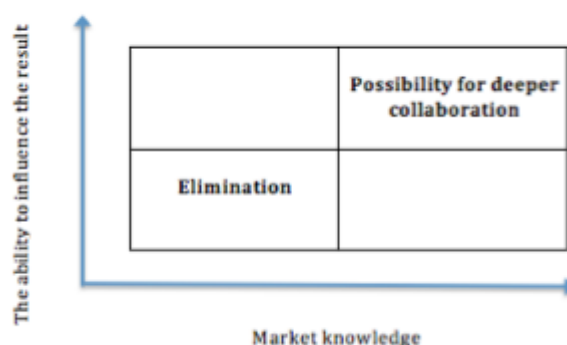 The ability to influence the result
Possibility for deeper
collaboration
Elimination
Market knowledge